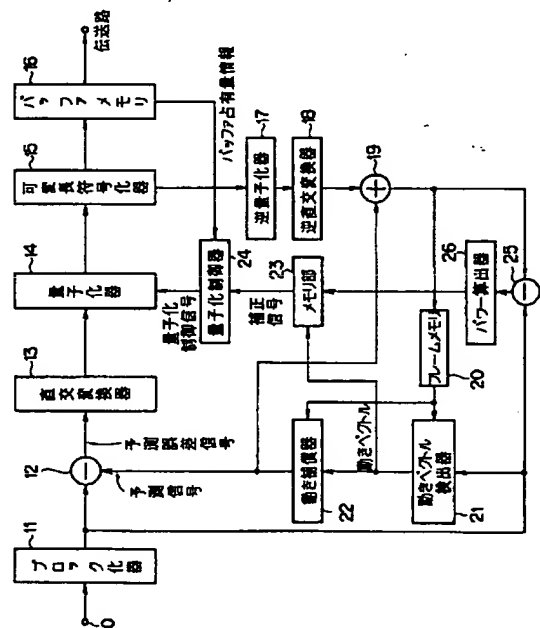 10
11
ブロック化器
12
予測誤差信号
予測信号
13
直交変換器
14
量子化器
15
可変長符号化器
16
バッファメモリ
伝送路
バッファ占有量情報
17
逆量子化器
18
逆直交変換器
19
量子化
制御信号
量子化制御器
24
補正
信号
23
メモリ部
26
パワー算出器
25
フレームメモリ
20
動きベクトル
動き補償器
22
動きベクトル
検出器
21